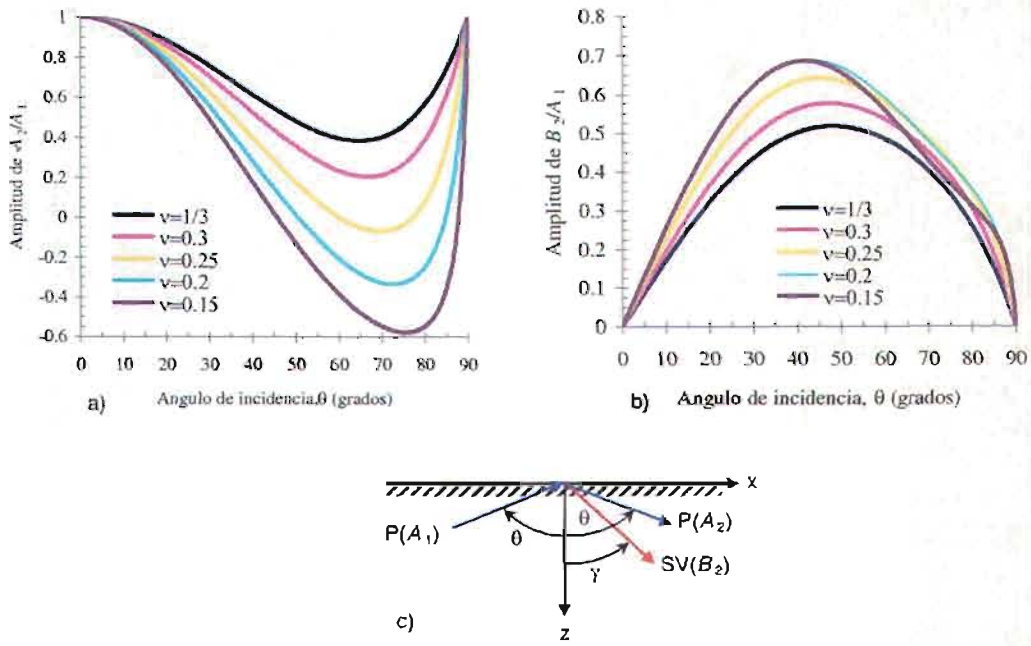 Amplitud de A₂/A₁
1
0.8
0.6
0.4
0.2
0
-0.2
-0.4
-0.6
ν=1/3
ν=0.3
ν=0.25
ν=0.2
ν=0.15
0 10 20 30 40 50 60 70 80 90
a) Angulo de incidencia,θ (grados)
Amplitud de B₂/A₁
0.8
0.7
0.6
0.5
0.4
0.3
0.2
0.1
0
ν=1/3
ν=0.3
ν=0.25
ν=0.2
ν=0.15
0 10 20 30 40 50 60 70 80 90
b) Angulo de incidencia, θ (grados)
x
P(A₁)
θ
θ
P(A₂)
γ
SV(B₂)
c)
z